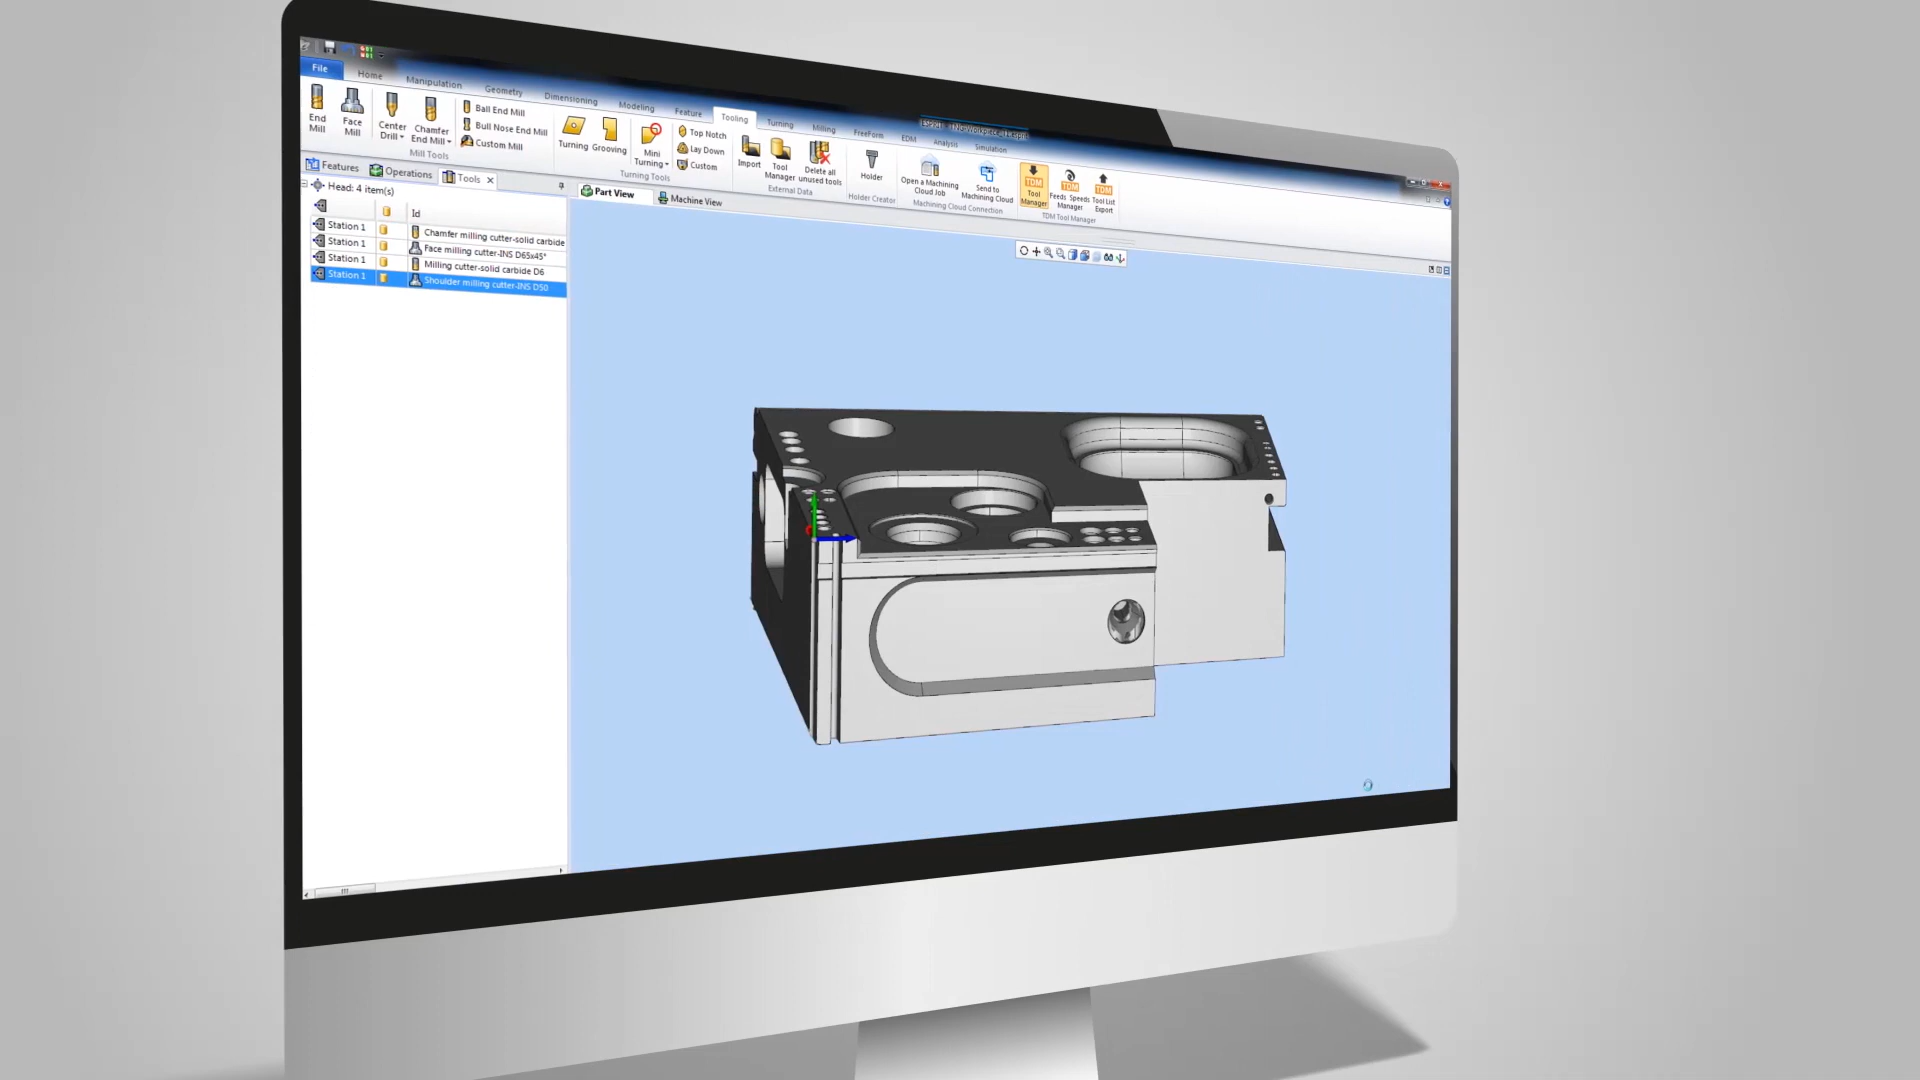 File Home Manipulation Geometry Dimensioning Modeling Feature Tooling Turning Milling FreeForm EDM Analysis Simulation
End Mill
Face Mill
Center Drill
Chamfer End Mill
Ball End Mill
Bull Nose End Mill
Custom Mill
Mill Tools
Turning
Grooving
Mini Turning
Top Notch
Lay Down
Custom
Turning Tools
Import
Tool Manager
Delete all unused tools
External Data
Holder
Holder Creator
Open a Machining Cloud Job
Send to Machining Cloud
Machining Cloud Connection
TDM
Tool Manager
TDM
Feeds Speeds Manager
TDM
Tool List Export
TDM Tool Manager
Features Operations Tools
Part View Machine View
Head: 4 item(s)
Id
Station 1 Chamfer milling cutter-solid carbide
Station 1 Face milling cutter-INS D65x45°
Station 1 Milling cutter-solid carbide D6
Station 1 Shoulder milling cutter-INS D50